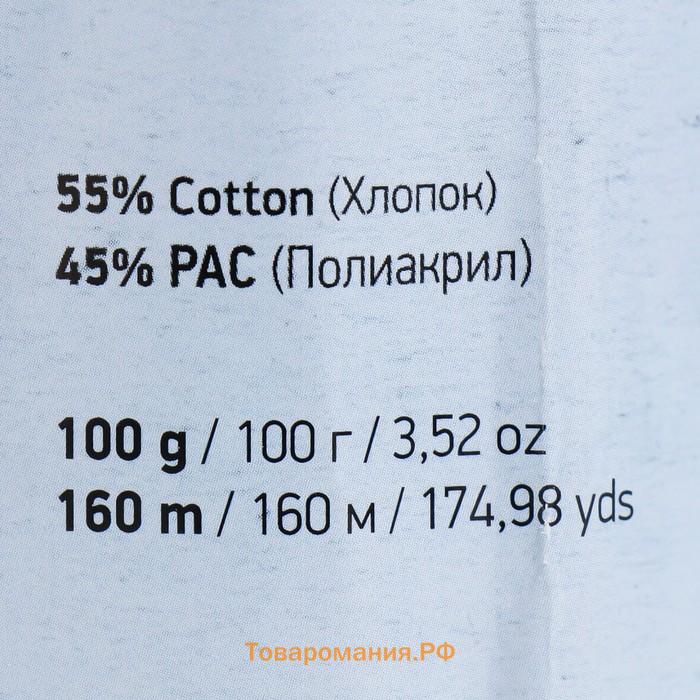 55% Cotton (Хлопок)
45% PAC (Полиакрил)
100 g / 100 г / 3,52 oz
160 m / 160 м / 174,98 yds
Товаромания.РФ